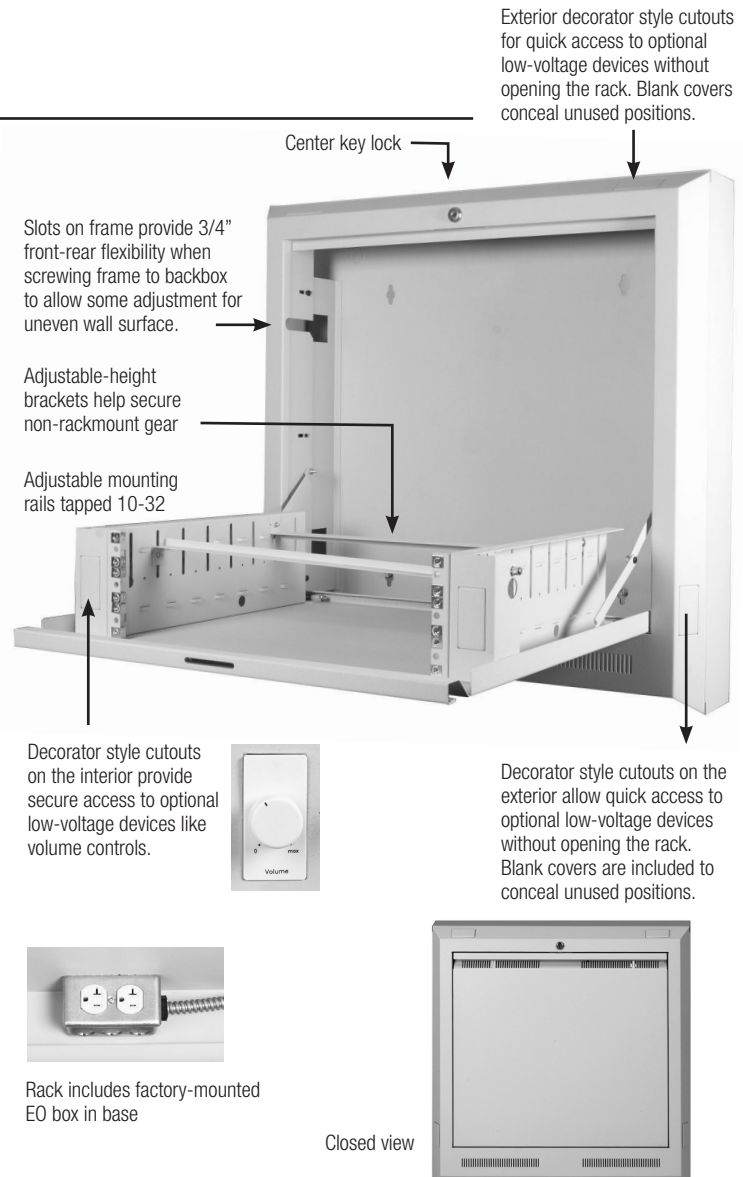 Exterior decorator style cutouts
for quick access to optional
low-voltage devices without
opening the rack. Blank covers
conceal unused positions.
Center key lock
Slots on frame provide 3/4”
front-rear flexibility when
screwing frame to backbox
to allow some adjustment for
uneven wall surface.
Adjustable-height
brackets help secure
non-rackmount gear
Adjustable mounting
rails tapped 10-32
Decorator style cutouts
on the interior provide
secure access to optional
low-voltage devices like
volume controls.
0 max
Volume
Decorator style cutouts on the
exterior allow quick access to
optional low-voltage devices
without opening the rack.
Blank covers are included to
conceal unused positions.
Rack includes factory-mounted
EO box in base
Closed view